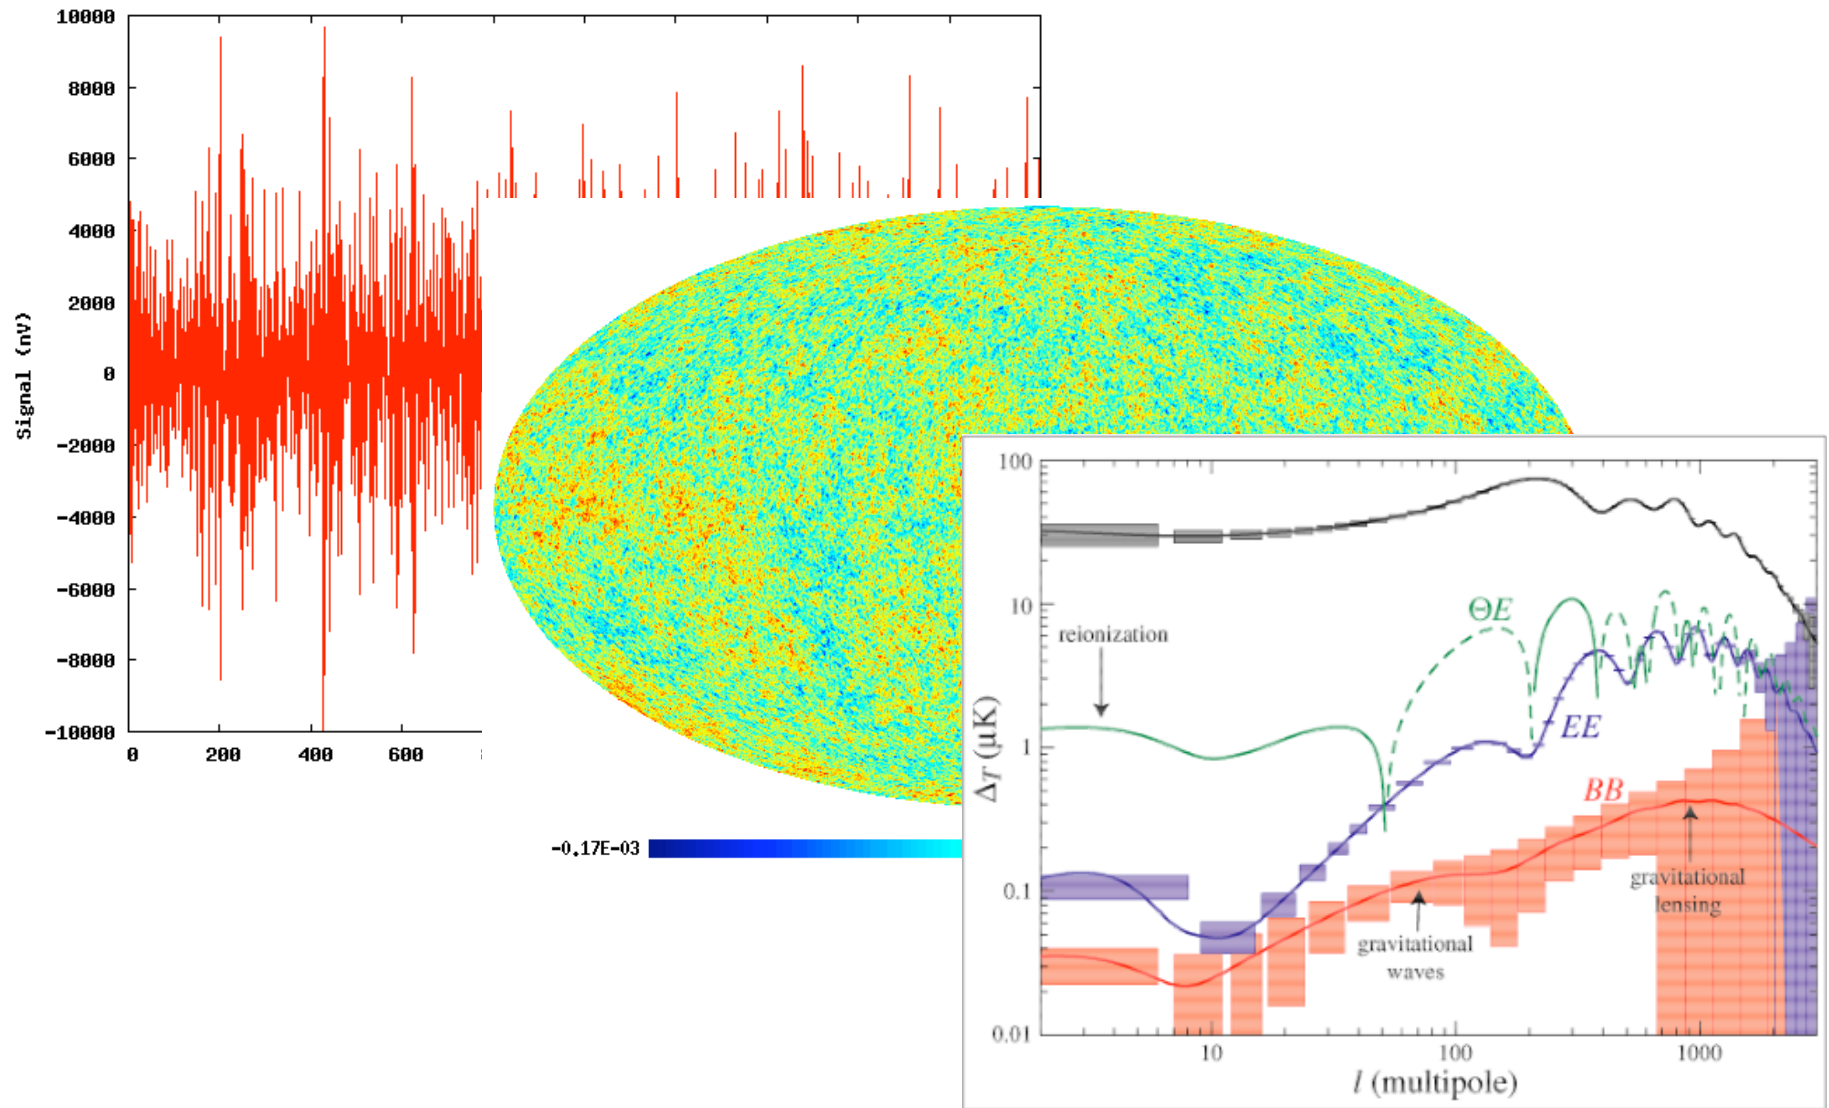 10000
8000
6000
4000
2000
0
-2000
-4000
-6000
-8000
-10000
Signal (nV)
0
200
400
600
-0.17E-03
100
10
1
0.1
0.01
ΔT (μK)
reionization
ΘE
EE
BB
gravitational
waves
gravitational
lensing
10
100
1000
l (multipole)